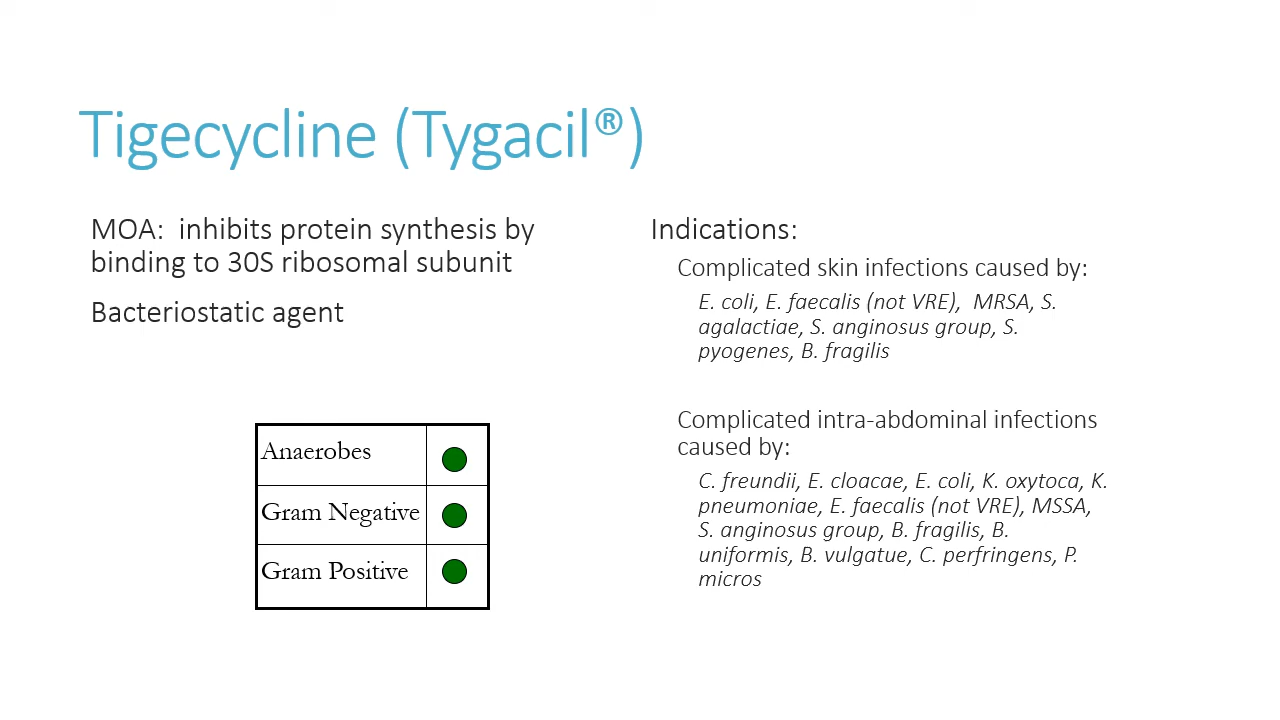 Tigecycline (Tygacil®)
MOA:  inhibits protein synthesis by
binding to 30S ribosomal subunit
Bacteriostatic agent
Anaerobes
Gram Negative
Gram Positive
Indications:
Complicated skin infections caused by:
E. coli, E. faecalis (not VRE),  MRSA, S.
agalactiae, S. anginosus group, S.
pyogenes, B. fragilis
Complicated intra-abdominal infections
caused by:
C. freundii, E. cloacae, E. coli, K. oxytoca, K.
pneumoniae, E. faecalis (not VRE), MSSA,
S. anginosus group, B. fragilis, B.
uniformis, B. vulgatue, C. perfringens, P.
micros